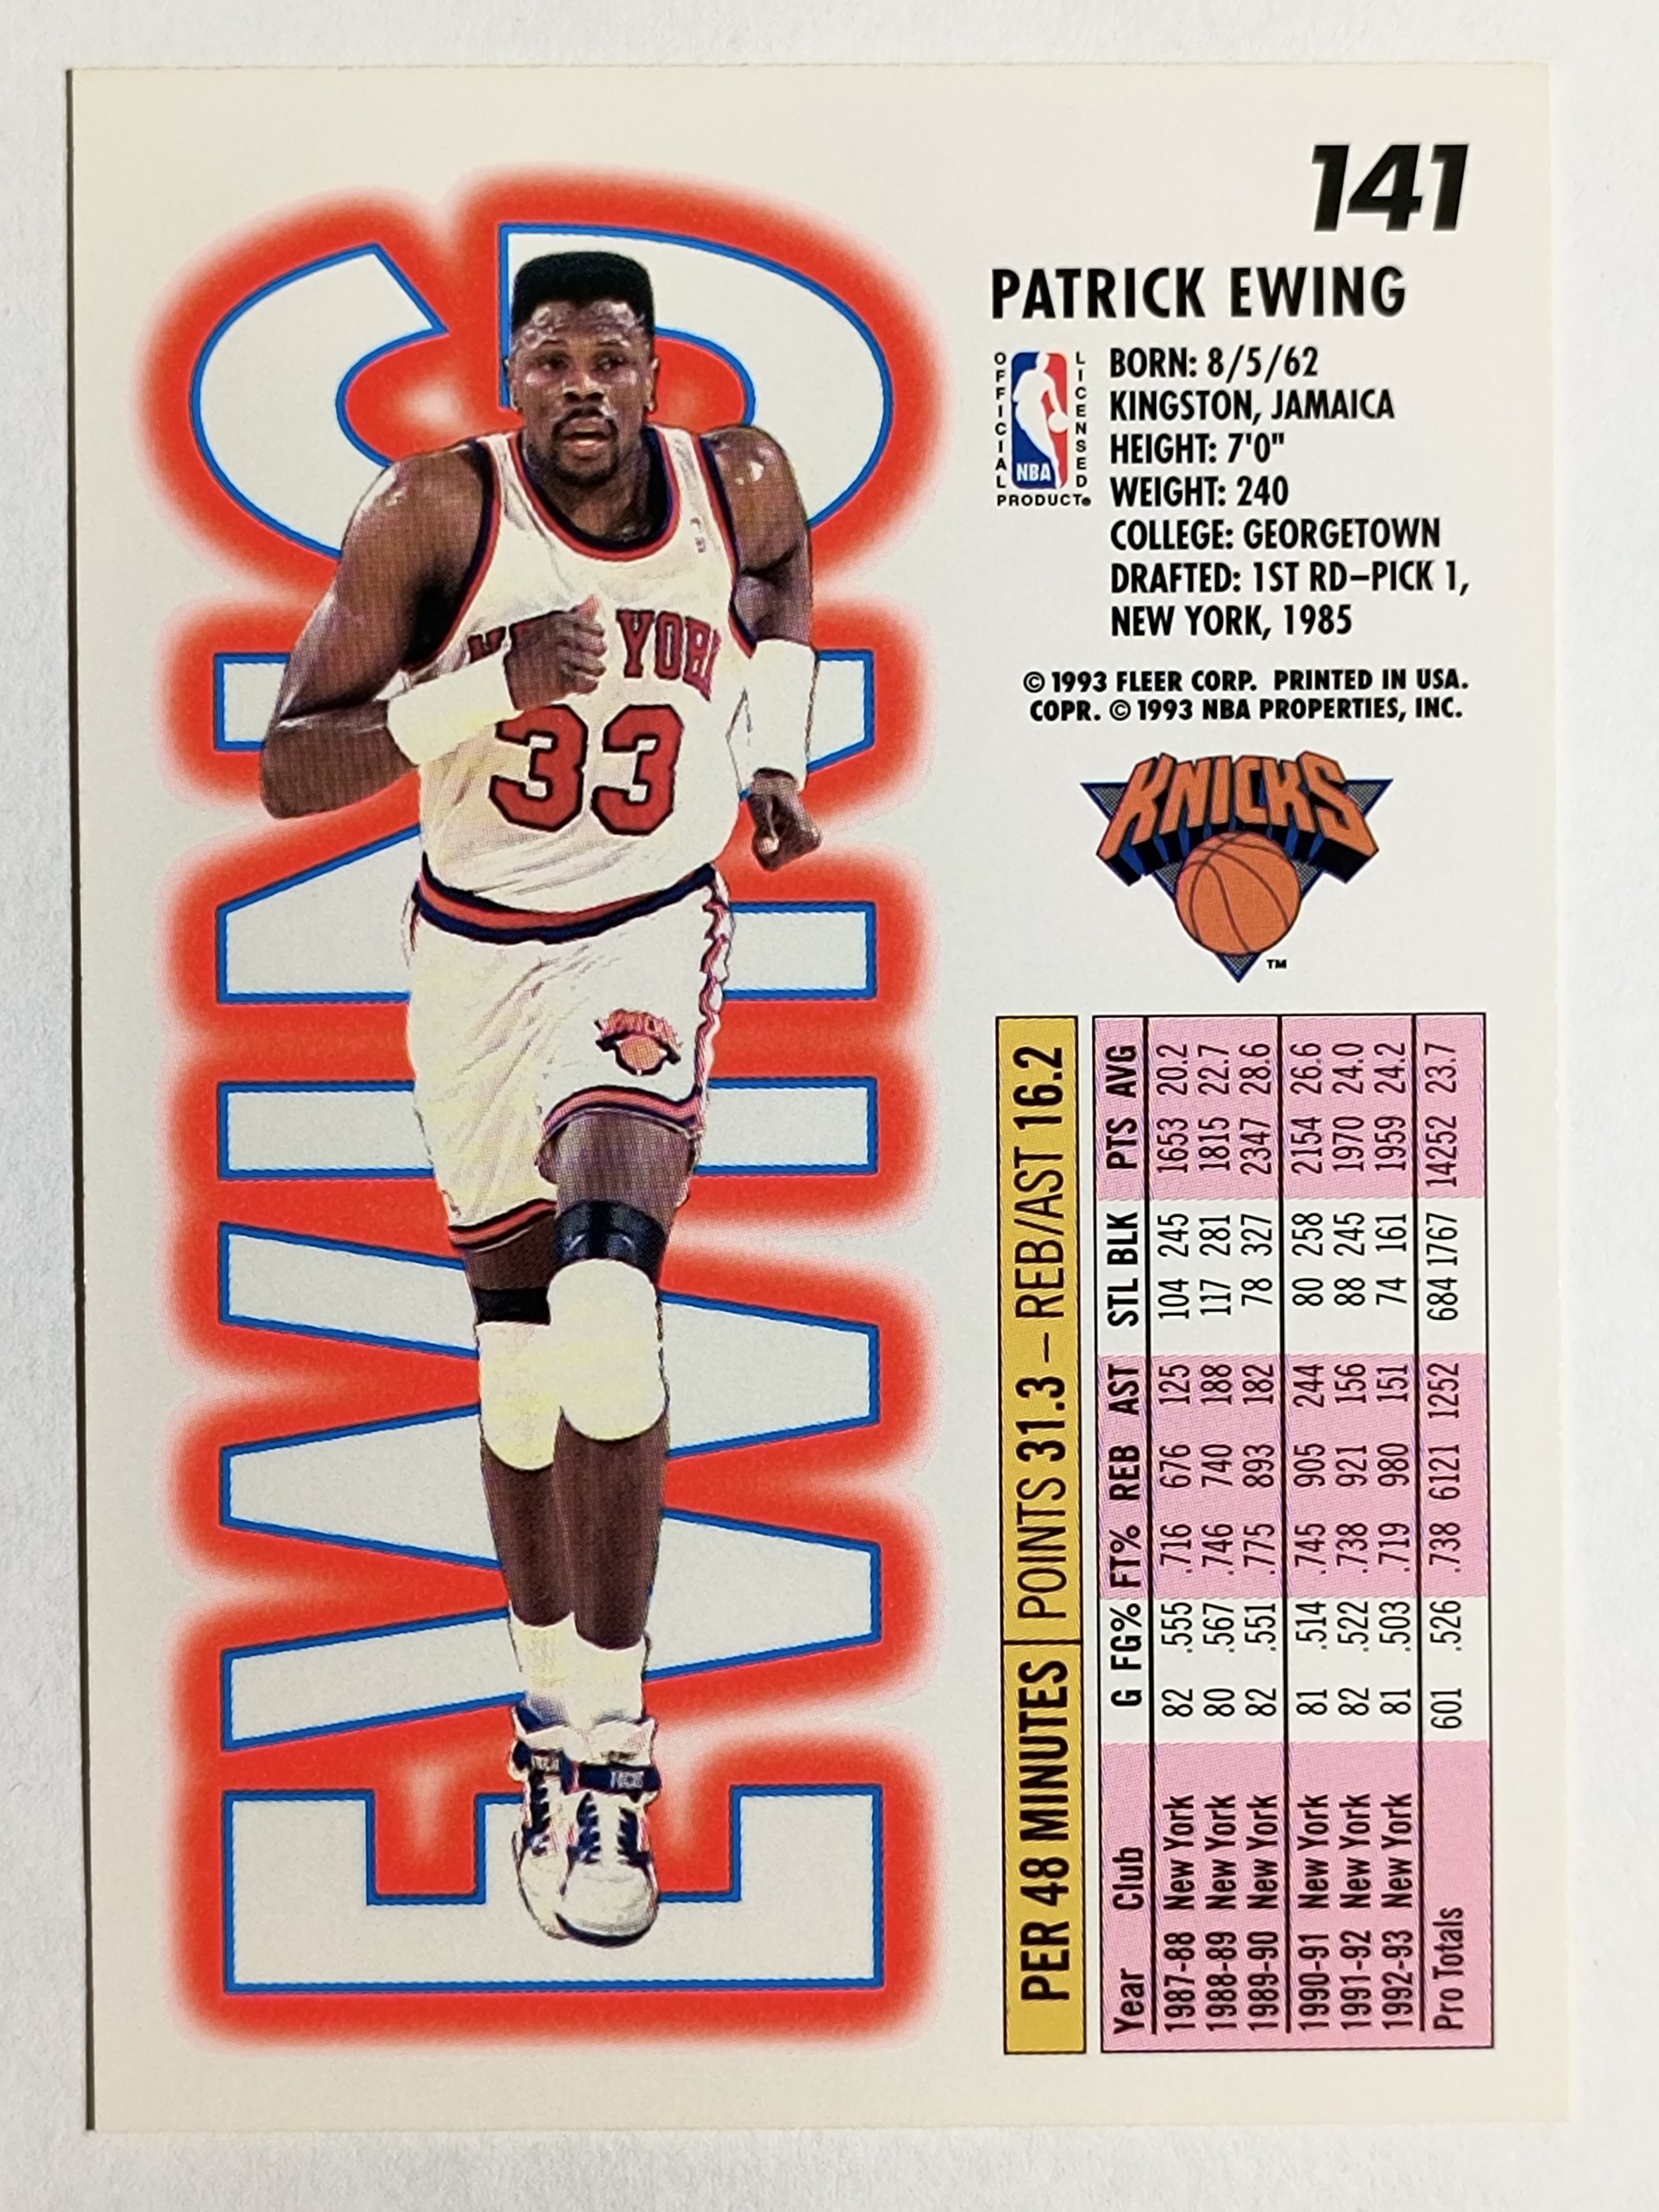 141
PATRICK EWING
OFFICIAL LICENSED
NBA
PRODUCT®
BORN: 8/5/62
KINGSTON, JAMAICA
HEIGHT: 7'0"
WEIGHT: 240
COLLEGE: GEORGETOWN
DRAFTED: 1ST RD–PICK 1,
NEW YORK, 1985
© 1993 FLEER CORP. PRINTED IN USA.
COPR. © 1993 NBA PROPERTIES, INC.
KNICKS
TM
EWING
NEW YORK
33
KNICKS
PER 48 MINUTES | POINTS 31.3 – REB/AST 16.2
Year Club G FG% FT% REB AST STL BLK PTS AVG
1987-88 New York 82 .555 .716 676 125 104 245 1653 20.2
1988-89 New York 80 .567 .746 740 188 117 281 1815 22.7
1989-90 New York 82 .551 .775 893 182 78 327 2347 28.6
1990-91 New York 81 .514 .745 905 244 80 258 2154 26.6
1991-92 New York 82 .522 .738 921 156 88 245 1970 24.0
1992-93 New York 81 .503 .719 980 151 74 161 1959 24.2
Pro Totals 601 .526 .738 6121 1252 684 1767 14252 23.7